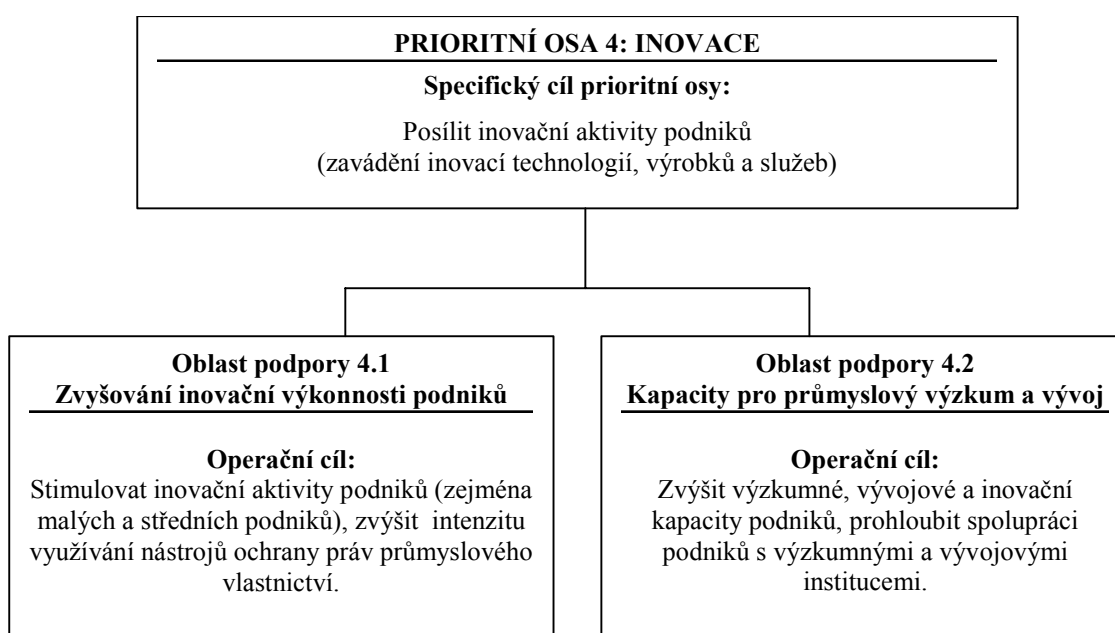 PRIORITNÍ OSA 4: INOVACE
Specifický cíl prioritní osy:
Posílit inovační aktivity podniků
(zavádění inovací technologií, výrobků a služeb)
Oblast podpory 4.1
Zvyšování inovační výkonnosti podniků
Operační cíl:
Stimulovat inovační aktivity podniků (zejména
malých a středních podniků), zvýšit intenzitu
využívání nástrojů ochrany práv průmyslového
vlastnictví.
Oblast podpory 4.2
Kapacity pro průmyslový výzkum a vývoj
Operační cíl:
Zvýšit výzkumné, vývojové a inovační
kapacity podniků, prohloubit spolupráci
podniků s výzkumnými a vývojovými
institucemi.